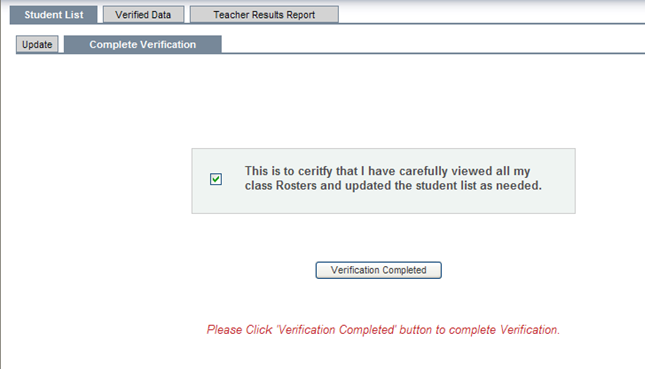 Student List Verified Data Teacher Results Report
Update Complete Verification
This is to ceritfy that I have carefully viewed all my
class Rosters and updated the student list as needed.
Verification Completed
Please Click 'Verification Completed' button to complete Verification.